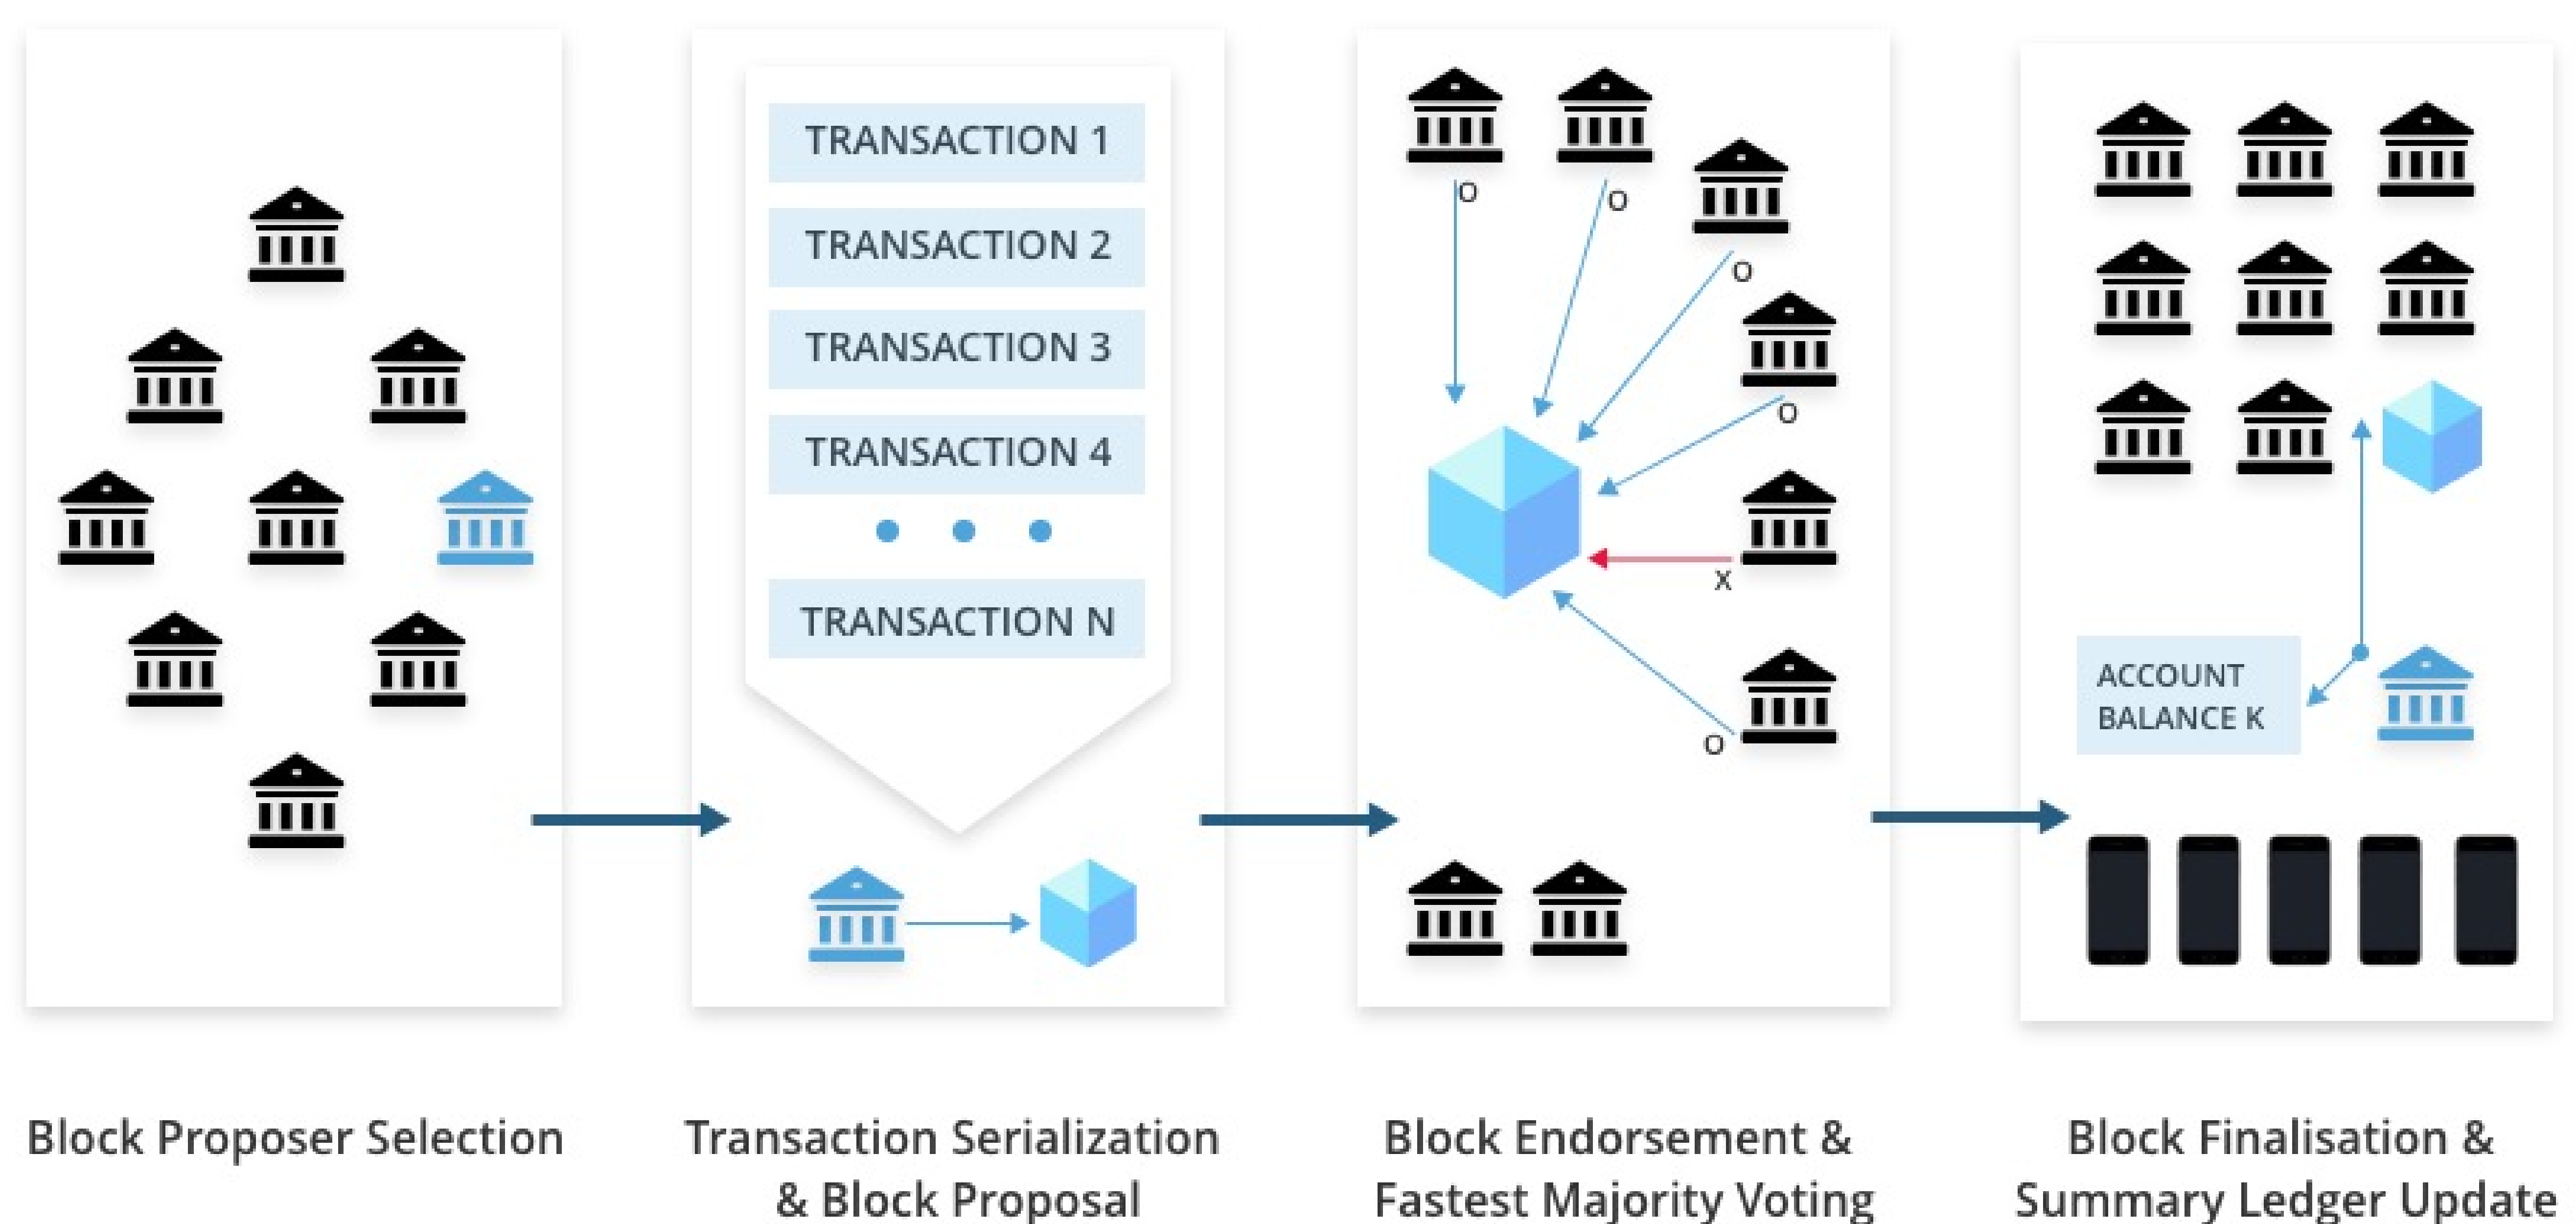 TRANSACTION 1
TRANSACTION 2
TRANSACTION 3
TRANSACTION 4
TRANSACTION N
O
O
O
O
X
O
ACCOUNT
BALANCE K
Block Proposer Selection
Transaction Serialization
& Block Proposal
Block Endorsement &
Fastest Majority Voting
Block Finalisation &
Summary Ledger Update